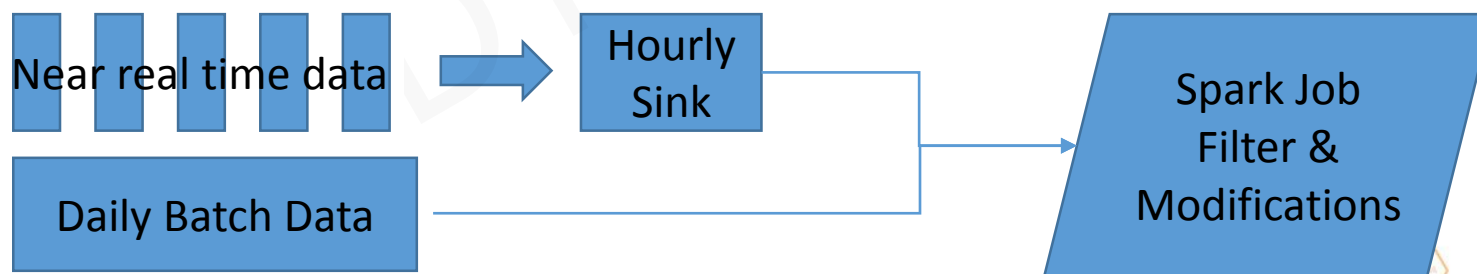 Near real time data
Hourly
Sink
Daily Batch Data
Spark Job
Filter &
Modifications